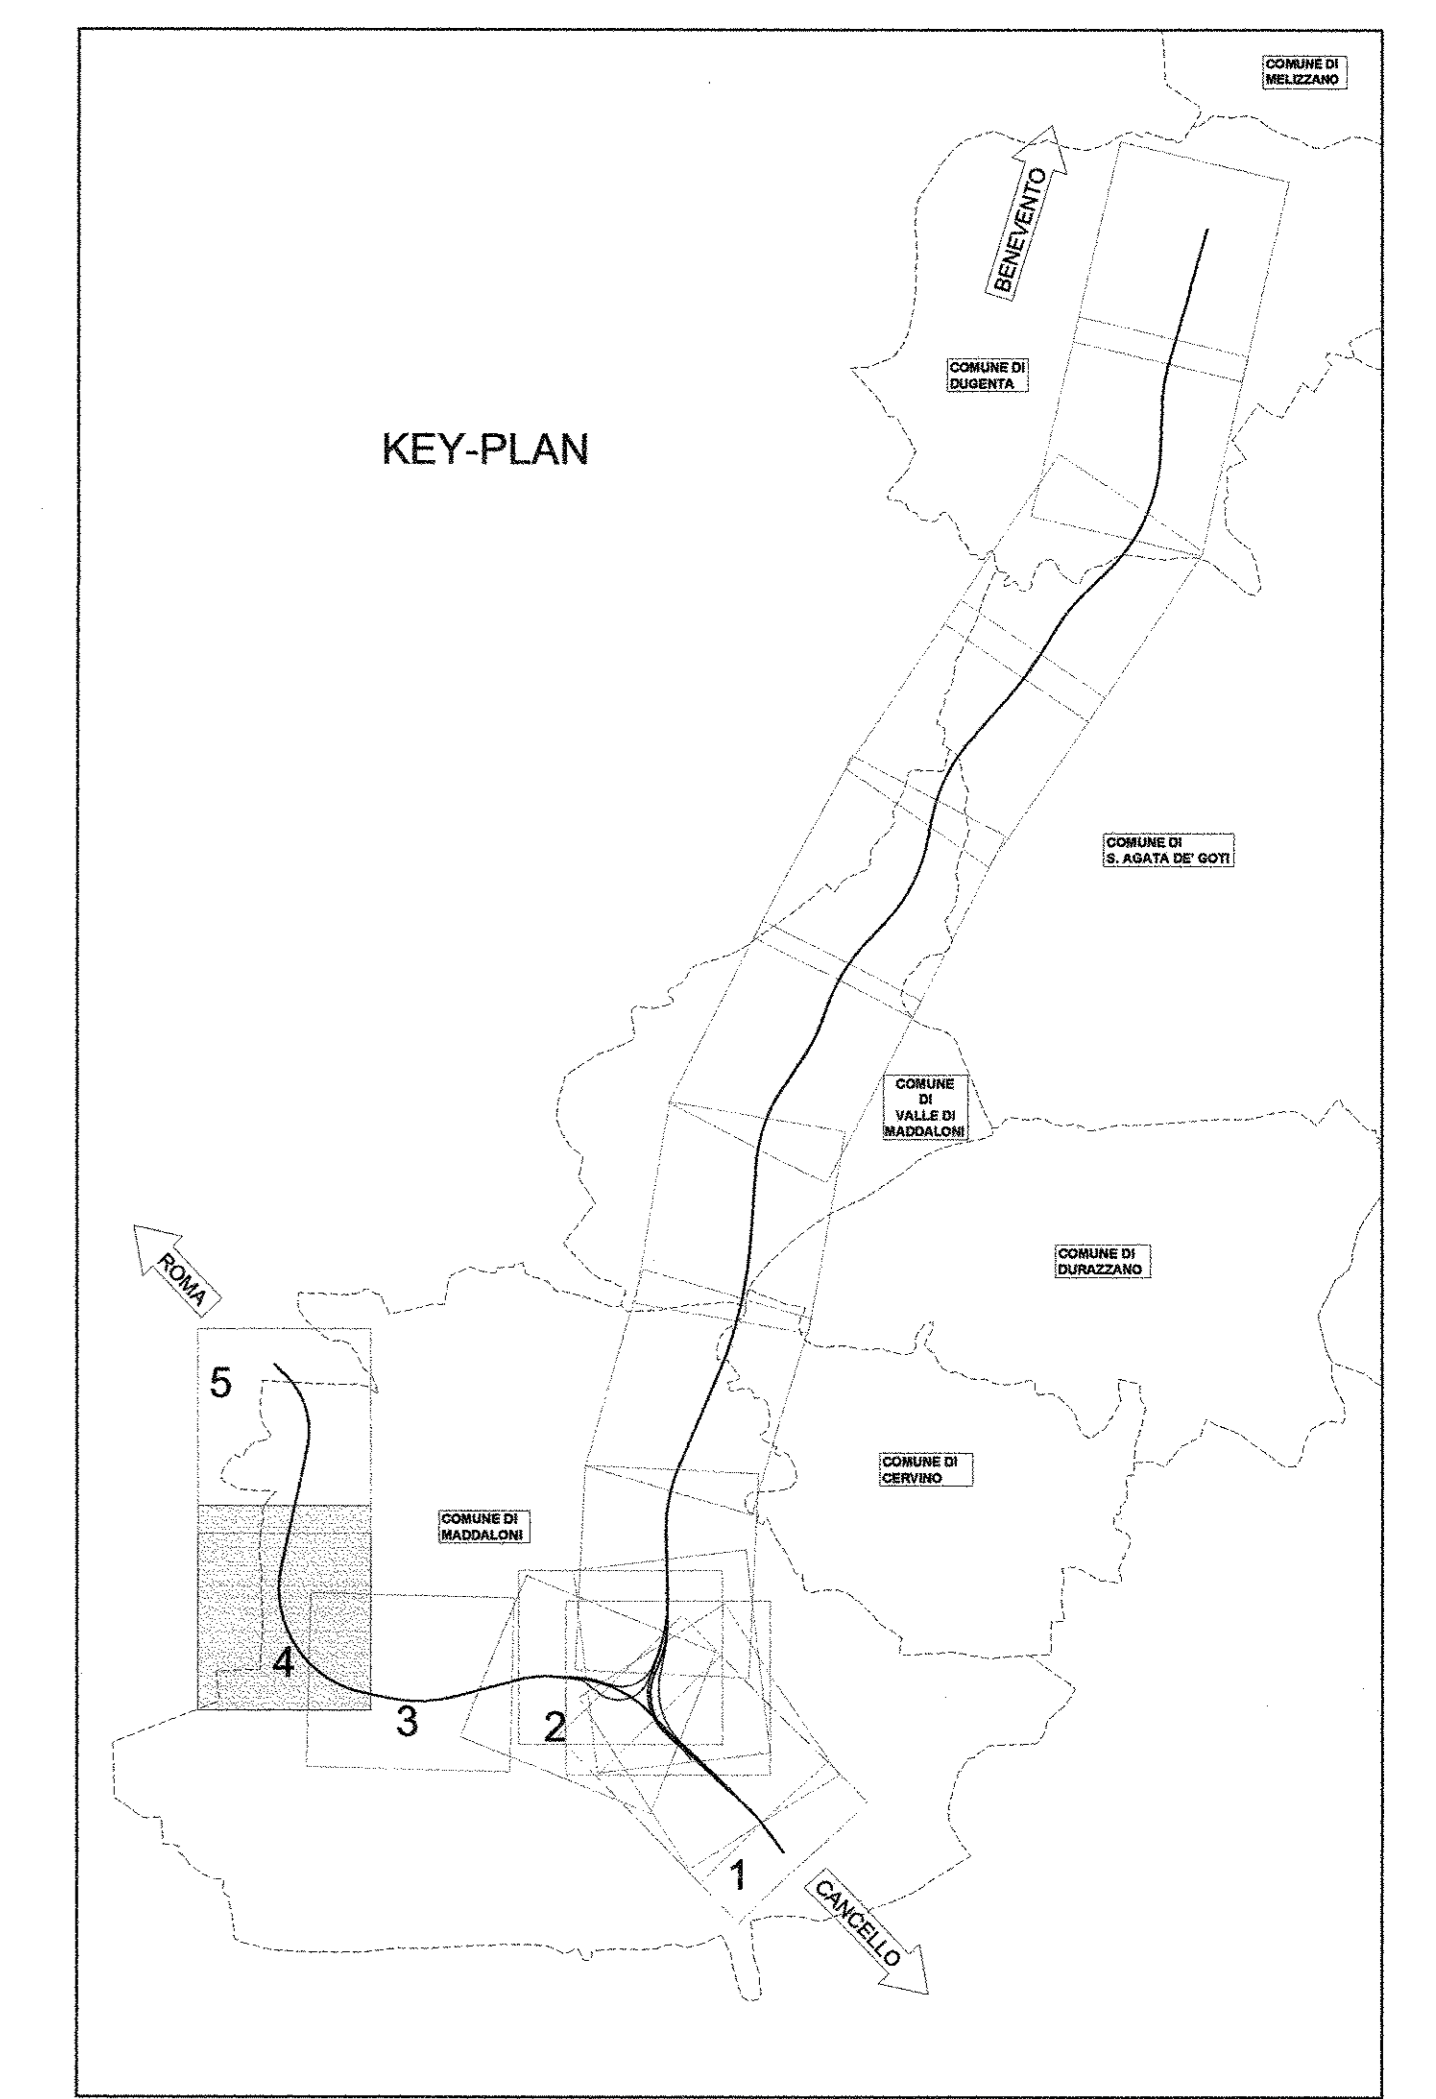 COMUNE DI
MELIZZANO
BENEVENTO
COMUNE DI
DUGENTA
KEY-PLAN
COMUNE DI
S. AGATA DE' GOTI
COMUNE
DI
VALLE DI
MADDALONI
ROMA
COMUNE DI
DURAZZANO
5
COMUNE DI
CERVINO
COMUNE DI
MADDALONI
4
3
2
1
CANCELLO